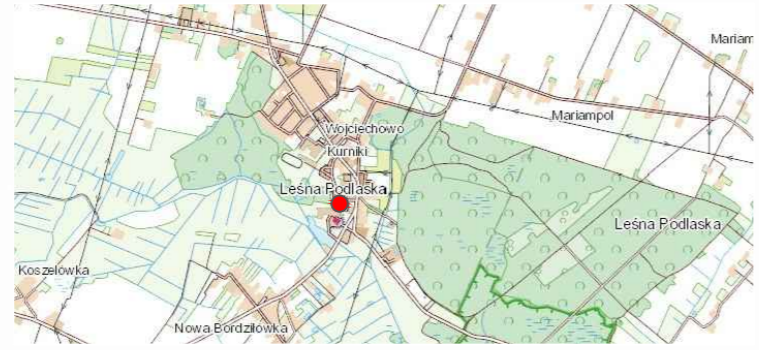 Mariam
Mariampol
Wojciechowo
Kurniki
Leśna Podlaska
Leśna Podlaska
Koszelówka
Nowa Bordziłówka